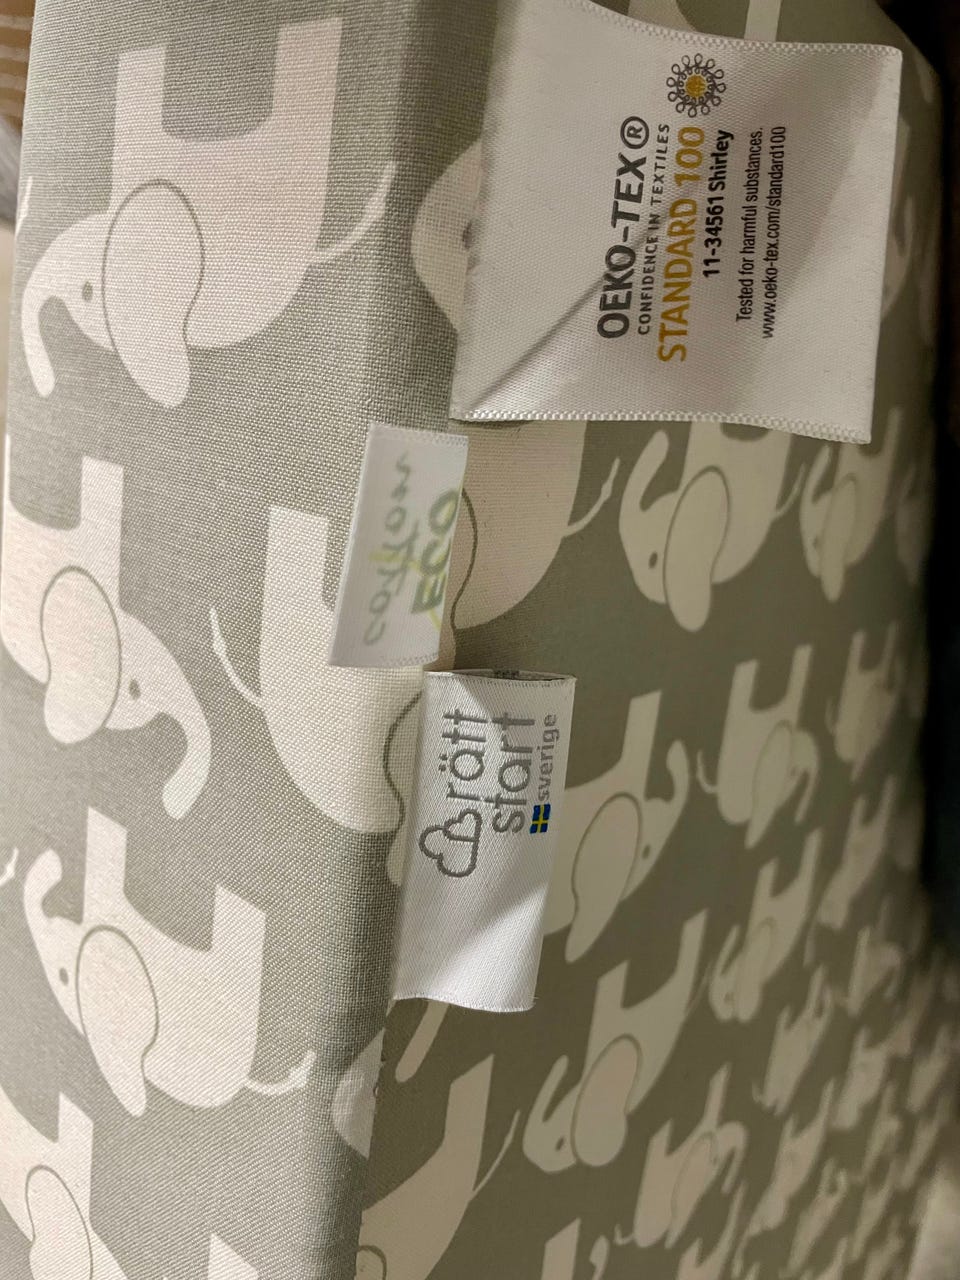 OEKO-TEX®
CONFIDENCE IN TEXTILES
STANDARD 100
11-34561 Shirley
Tested for harmful substances.
www.oeko-tex.com/standard100
cotton
ECO
rätt
start
sverige